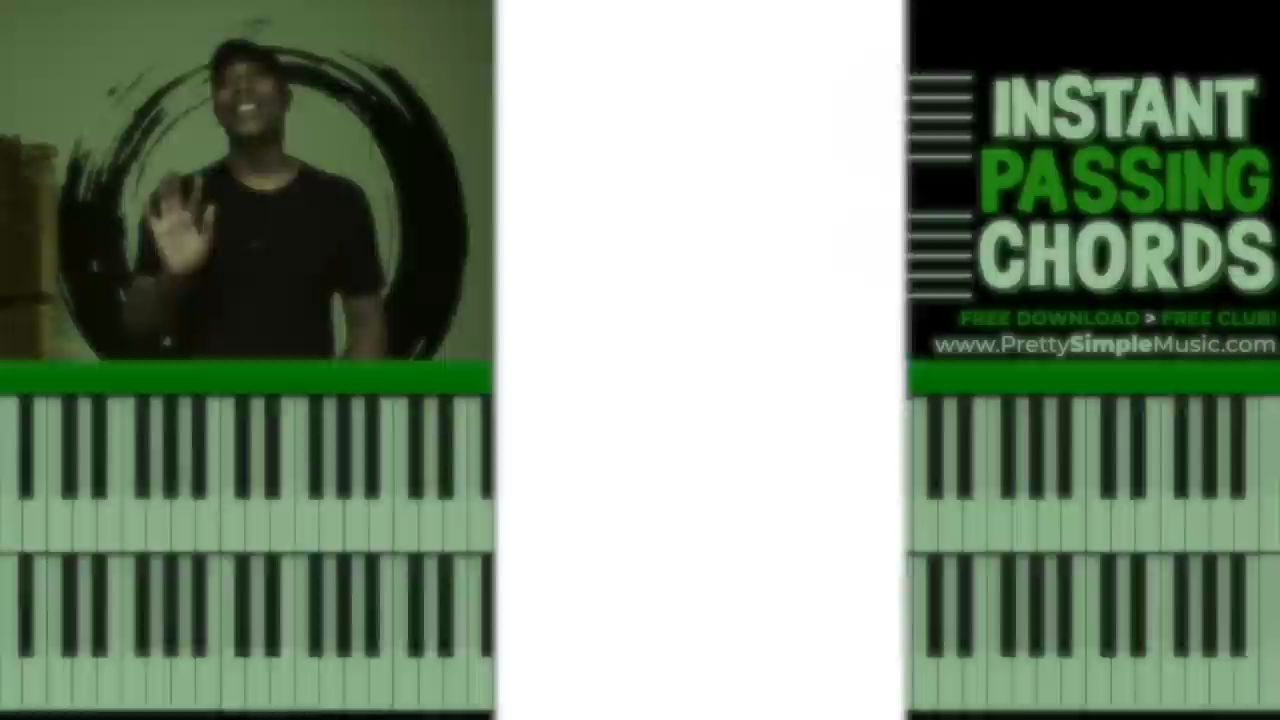 INSTANT
PASSING
CHORDS
FREE DOWNLOAD > FREE CLUB!
www.PrettySimpleMusic.com